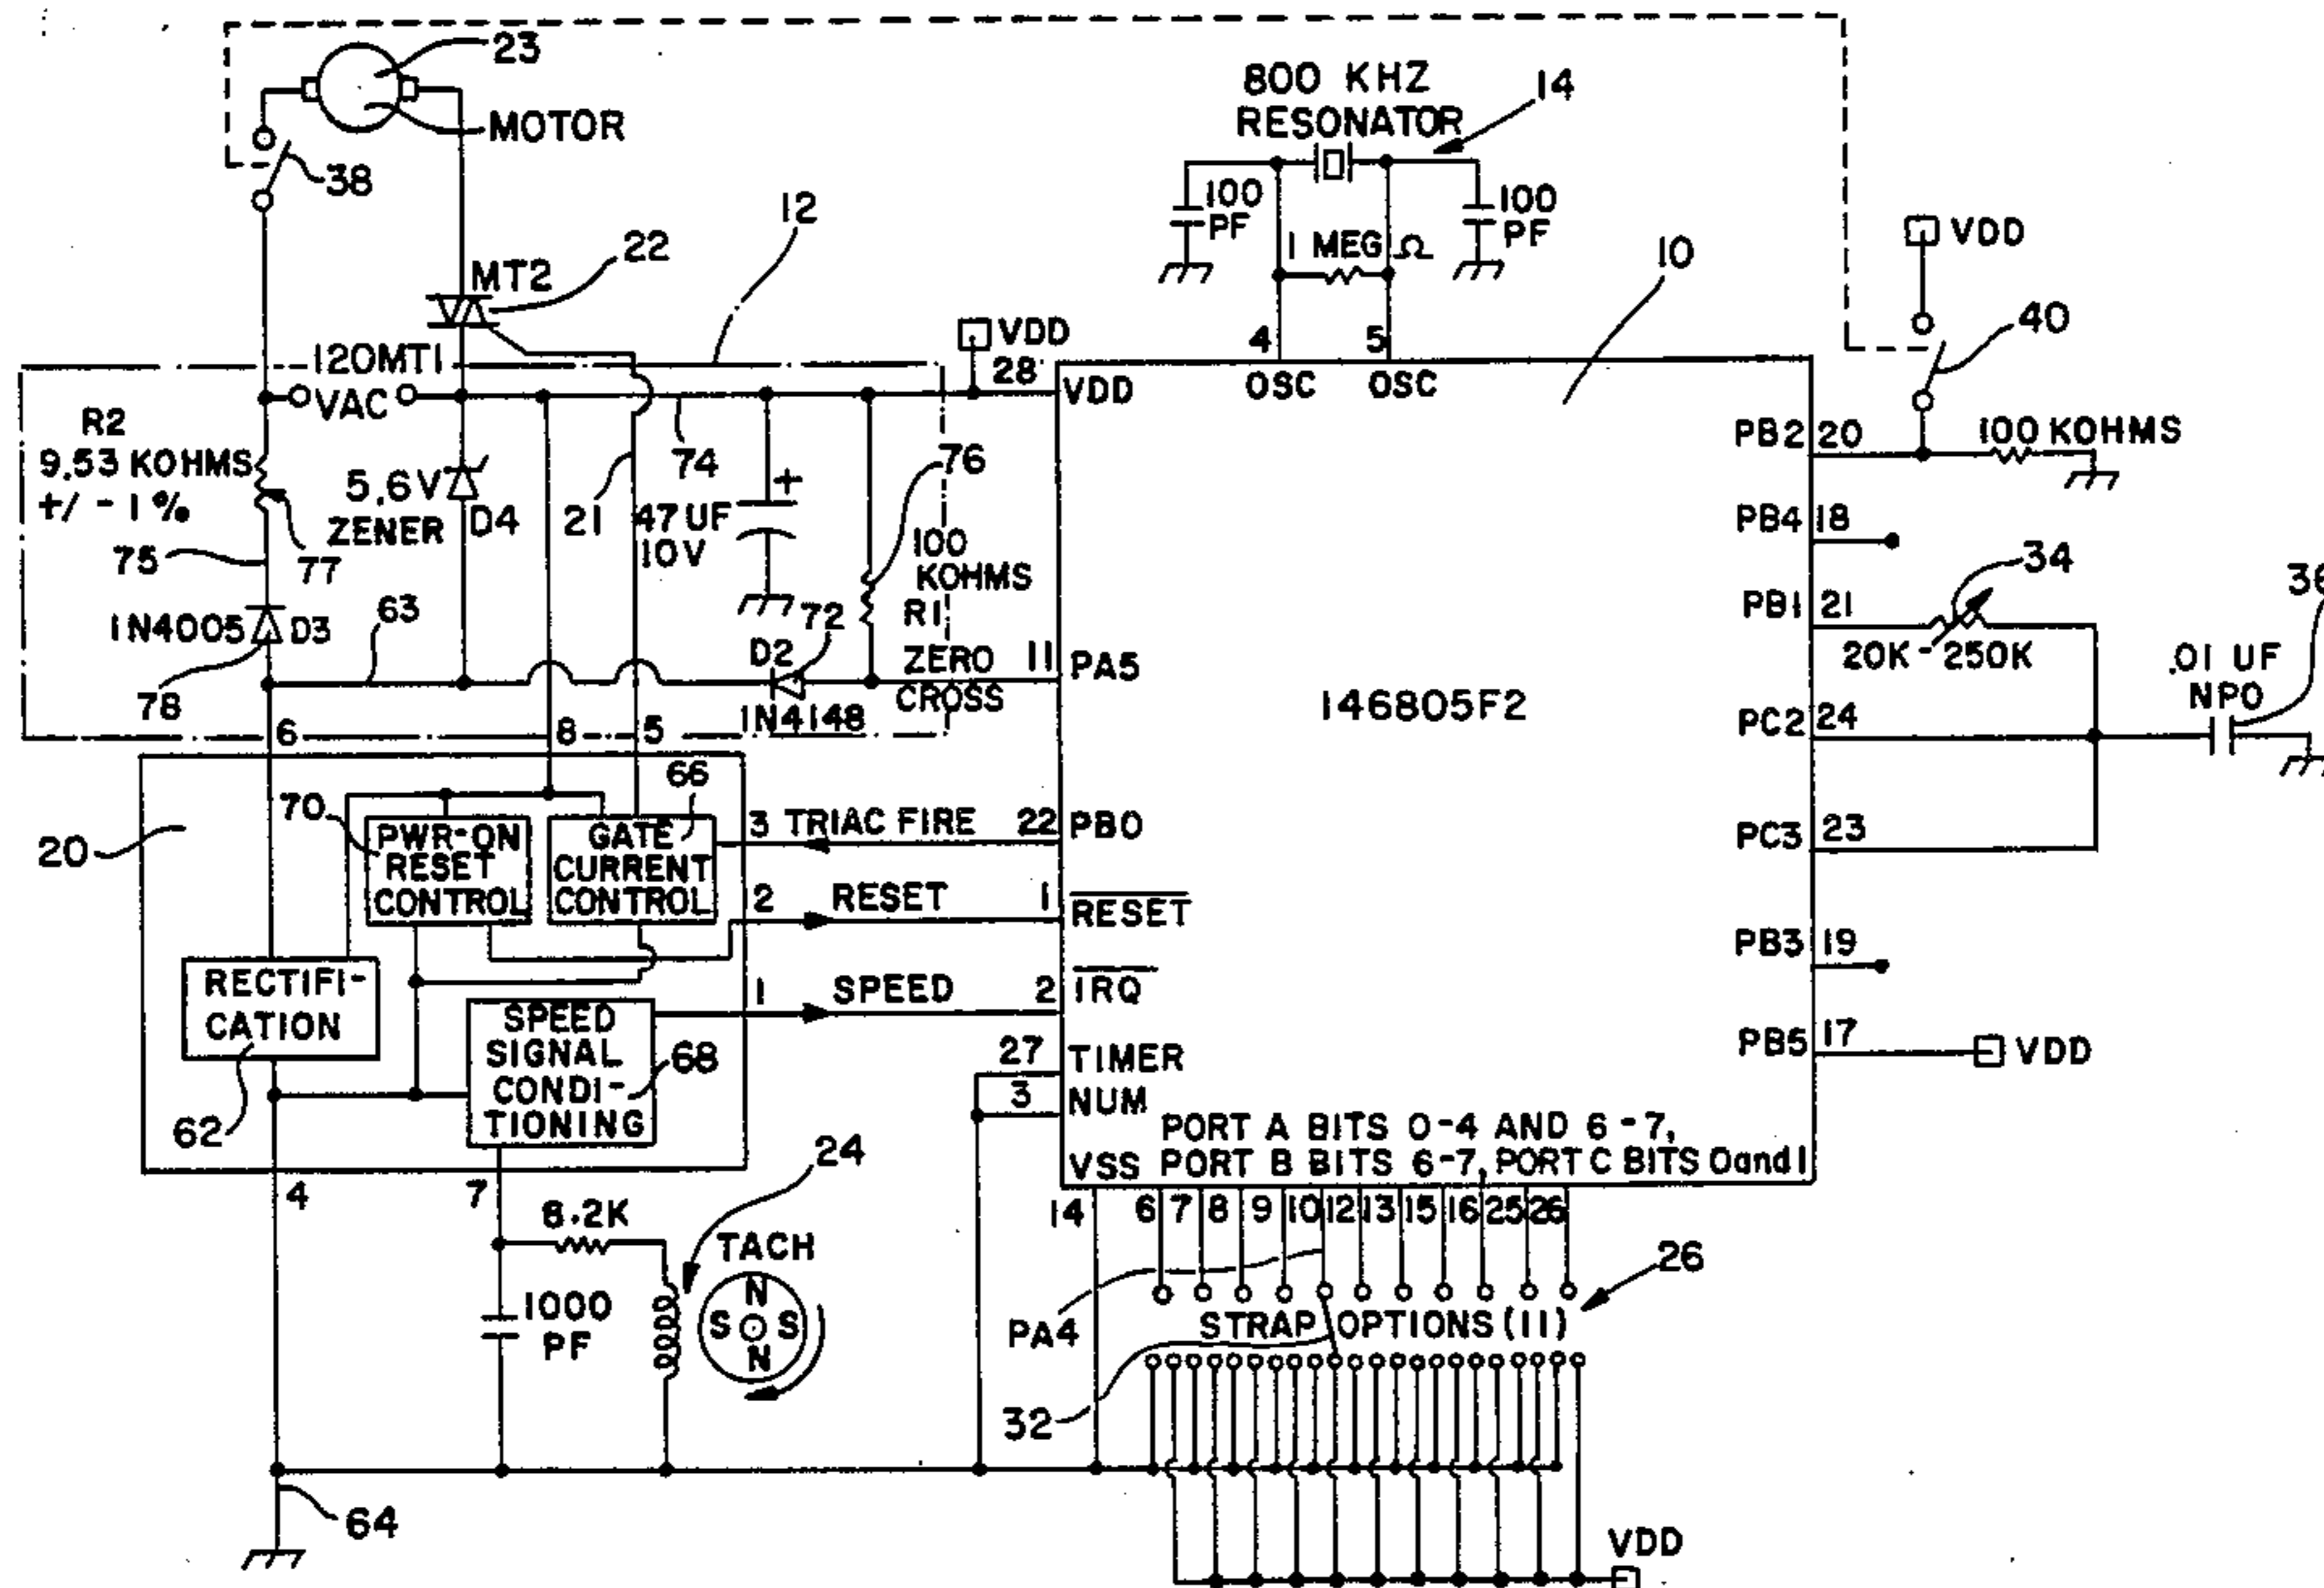 23
MOTOR
38
12
22
MT2
120MT1
VAC
R2
9.53 KOHMS
+/-1%
5.6V
ZENER
D4
75
77
1N4005
D3
78
63
21
74
47UF
10V
+
76
100
KOHMS
R1
72
D2
1N4148
ZERO
CROSS
800 KHZ
RESONATOR
14
100
PF
1 MEG Ω
100
PF
10
VDD
28
VDD
4
OSC
5
OSC
VDD
40
PB2 20
100 KOHMS
PB4 18
PB1 21
34
20K-250K
36
.01 UF
NPO
PC2 24
PC3 23
PB3 19
PB5 17
VDD
11 PA5
146805F2
6
8
5
20
70
PWR-ON
RESET
CONTROL
66
GATE
CURRENT
CONTROL
3 TRIAC FIRE 22 PB0
2 RESET 1 RESET
1 SPEED 2 IRQ
27 TIMER
3 NUM
RECTIFI-
CATION
62
SPEED
SIGNAL
CONDI-
TIONING
68
PORT A BITS 0-4 AND 6-7,
VSS PORT B BITS 6-7, PORT C BITS 0and1
4
7
8.2K
24
TACH
N
S S
N
1000
PF
14 6 7 8 9 10 12 13 15 16 25 26
26
PA4
STRAP OPTIONS (11)
32
64
VDD